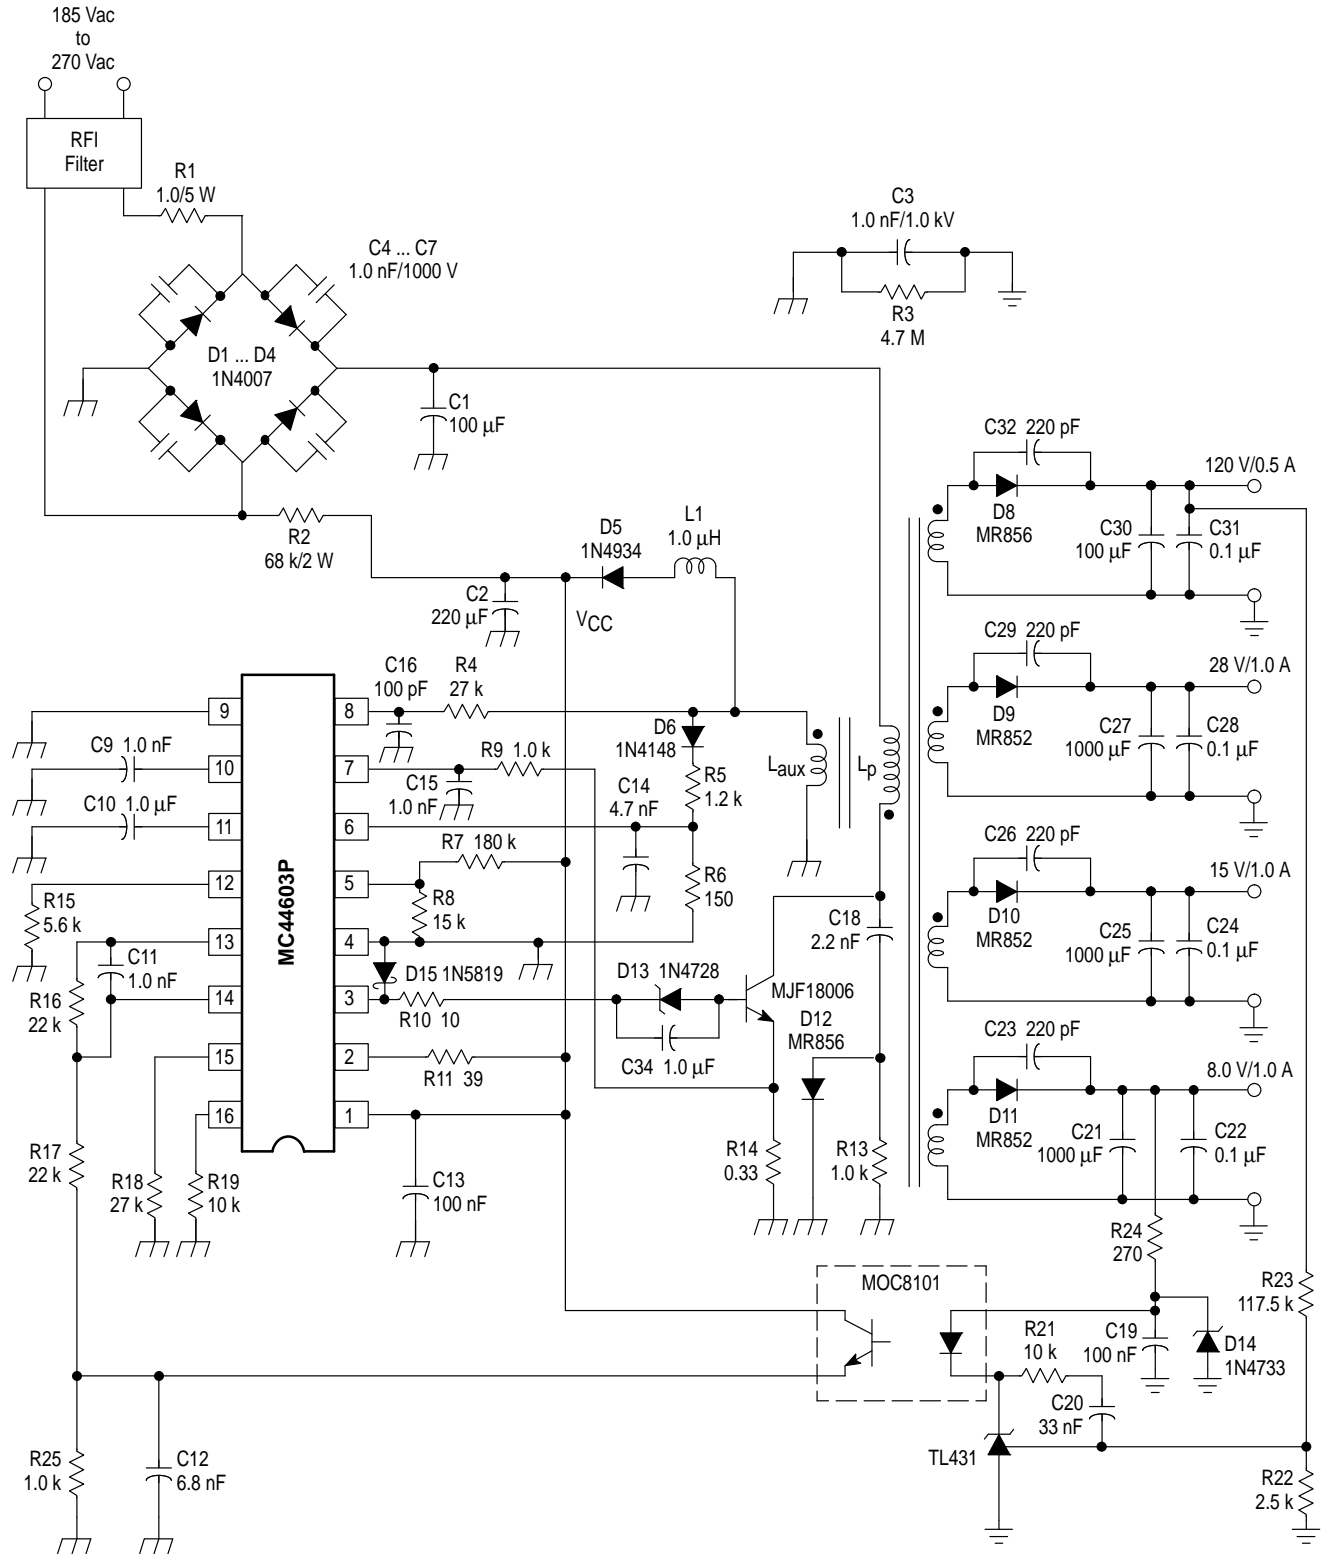 185 Vac
to
270 Vac
RFI
Filter
R1
1.0/5 W
C4 ... C7
1.0 nF/1000 V
C3
1.0 nF/1.0 kV
R3
4.7 M
D1 ... D4
1N4007
C1
100 µF
R2
68 k/2 W
D5
1N4934
L1
1.0 µH
C2
220 µF
VCC
C32 220 pF
120 V/0.5 A
D8
MR856
C30
100 µF
C31
0.1 µF
C29 220 pF
28 V/1.0 A
D9
MR852
C27
1000 µF
C28
0.1 µF
C16
100 pF
R4
27 k
D6
1N4148
R5
1.2 k
Laux
Lp
9
8
C9 1.0 nF
10
7
R9 1.0 k
C15
1.0 nF
C14
4.7 nF
C10 1.0 µF
11
6
R7 180 k
12
5
R15
5.6 k
R8
15 k
R6
150
MC44603P
13
4
C11
1.0 nF
D15 1N5819
D13 1N4728
C18
2.2 nF
MJF18006
R16
22 k
14
3
R10 10
C34 1.0 µF
D12
MR856
15
2
R11 39
16
1
R17
22 k
R18
27 k
R19
10 k
C13
100 nF
R14
0.33
R13
1.0 k
C26 220 pF
15 V/1.0 A
D10
MR852
C25
1000 µF
C24
0.1 µF
C23 220 pF
8.0 V/1.0 A
D11
MR852
C21
1000 µF
C22
0.1 µF
R24
270
R23
117.5 k
MOC8101
R21
10 k
C19
100 nF
D14
1N4733
C20
33 nF
TL431
R22
2.5 k
R25
1.0 k
C12
6.8 nF